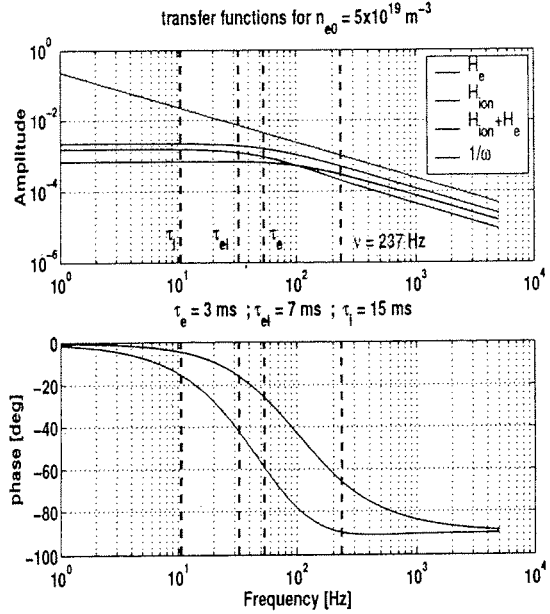 transfer functions for n_e0 = 5x10^19 m^-3
10^0
10^-2
10^-4
10^-6
Amplitude
H_e
H_ion
H_ion+H_e
1/ω
τ_i
τ_ei
τ_e
ν = 237 Hz
10^0
10^1
10^2
10^3
10^4
τ_e = 3 ms ; τ_ei = 7 ms ; τ_i = 15 ms
0
-20
-40
-60
-80
-100
phase [deg]
10^0
10^1
10^2
10^3
10^4
Frequency [Hz]